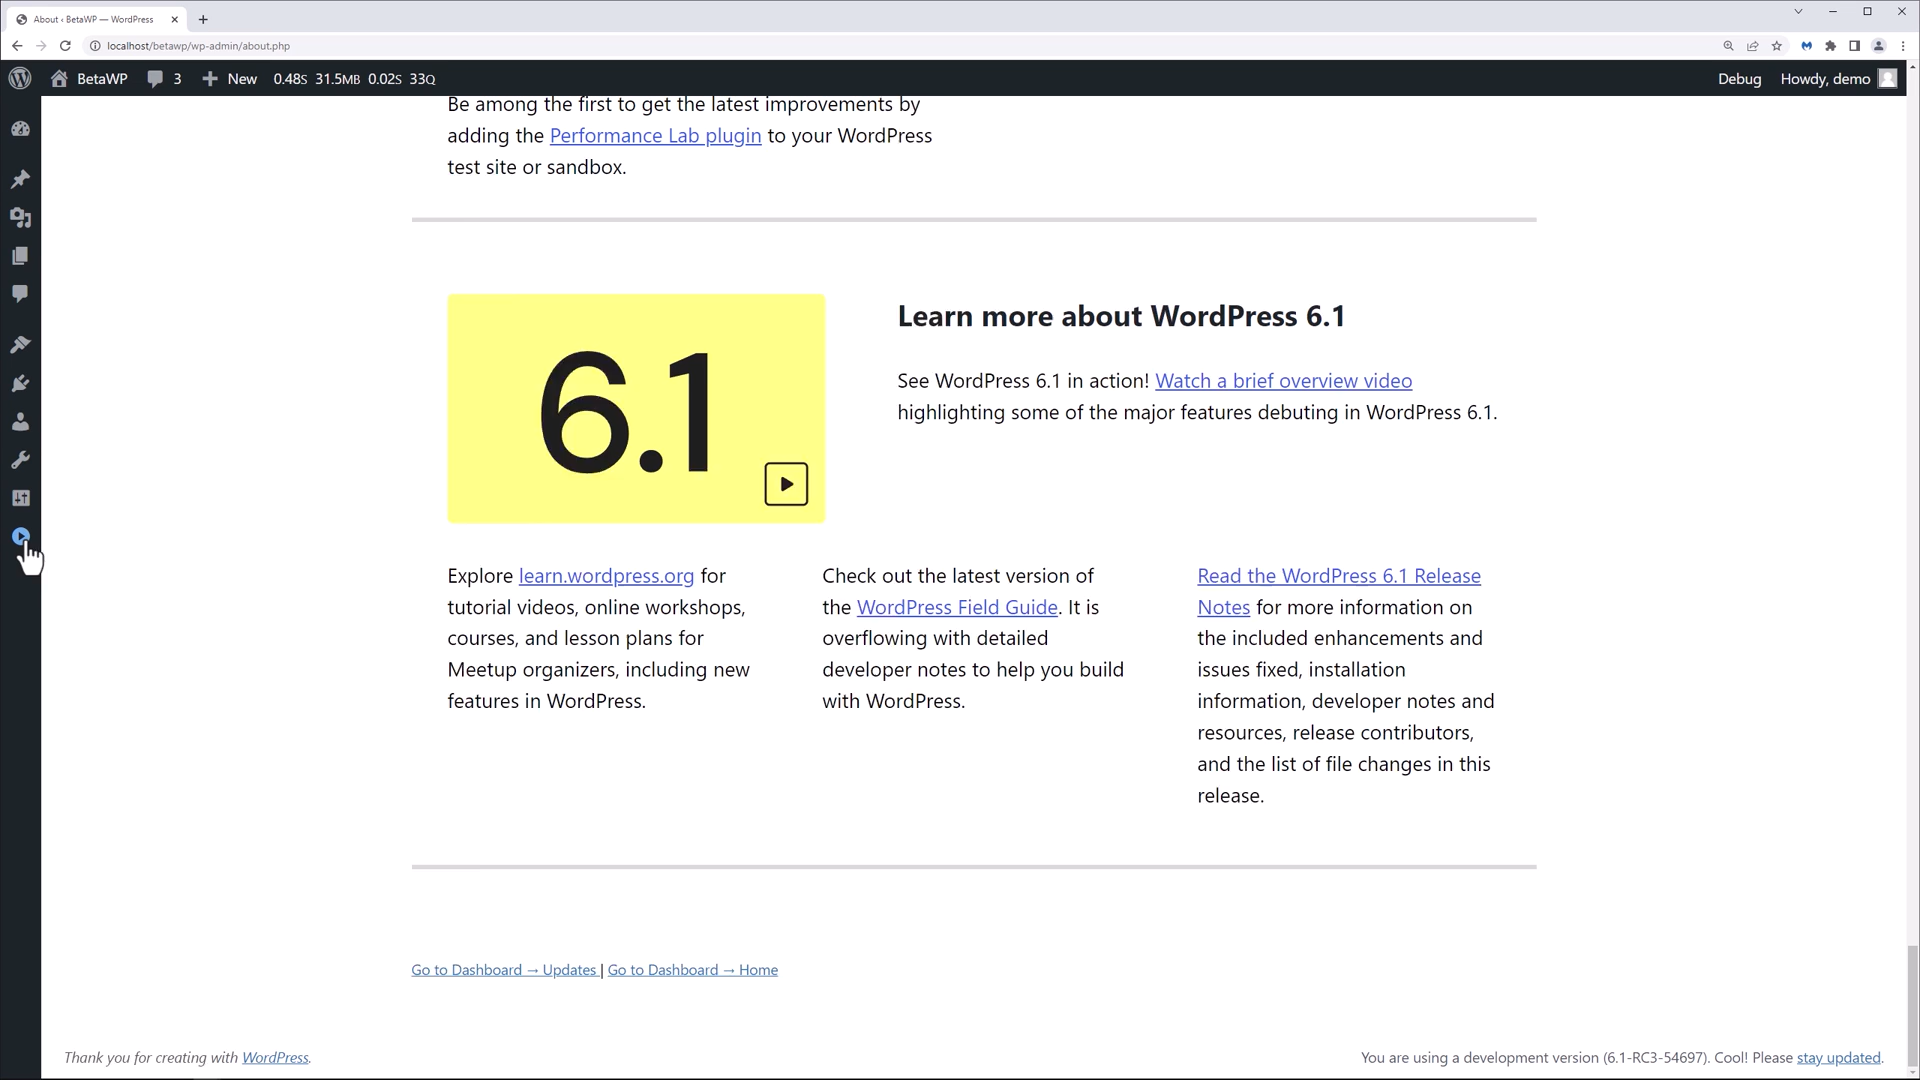 About ‹ BetaWP — WordPress
localhost/betawp/wp-admin/about.php
BetaWP 3 New 0.48S 31.5MB 0.02S 33Q Debug Howdy, demo
Be among the first to get the latest improvements by
adding the Performance Lab plugin to your WordPress
test site or sandbox.
6.1
Learn more about WordPress 6.1
See WordPress 6.1 in action! Watch a brief overview video
highlighting some of the major features debuting in WordPress 6.1.
Explore learn.wordpress.org for
tutorial videos, online workshops,
courses, and lesson plans for
Meetup organizers, including new
features in WordPress.
Check out the latest version of
the WordPress Field Guide. It is
overflowing with detailed
developer notes to help you build
with WordPress.
Read the WordPress 6.1 Release
Notes for more information on
the included enhancements and
issues fixed, installation
information, developer notes and
resources, release contributors,
and the list of file changes in this
release.
Go to Dashboard → Updates | Go to Dashboard → Home
Thank you for creating with WordPress.
You are using a development version (6.1-RC3-54697). Cool! Please stay updated.